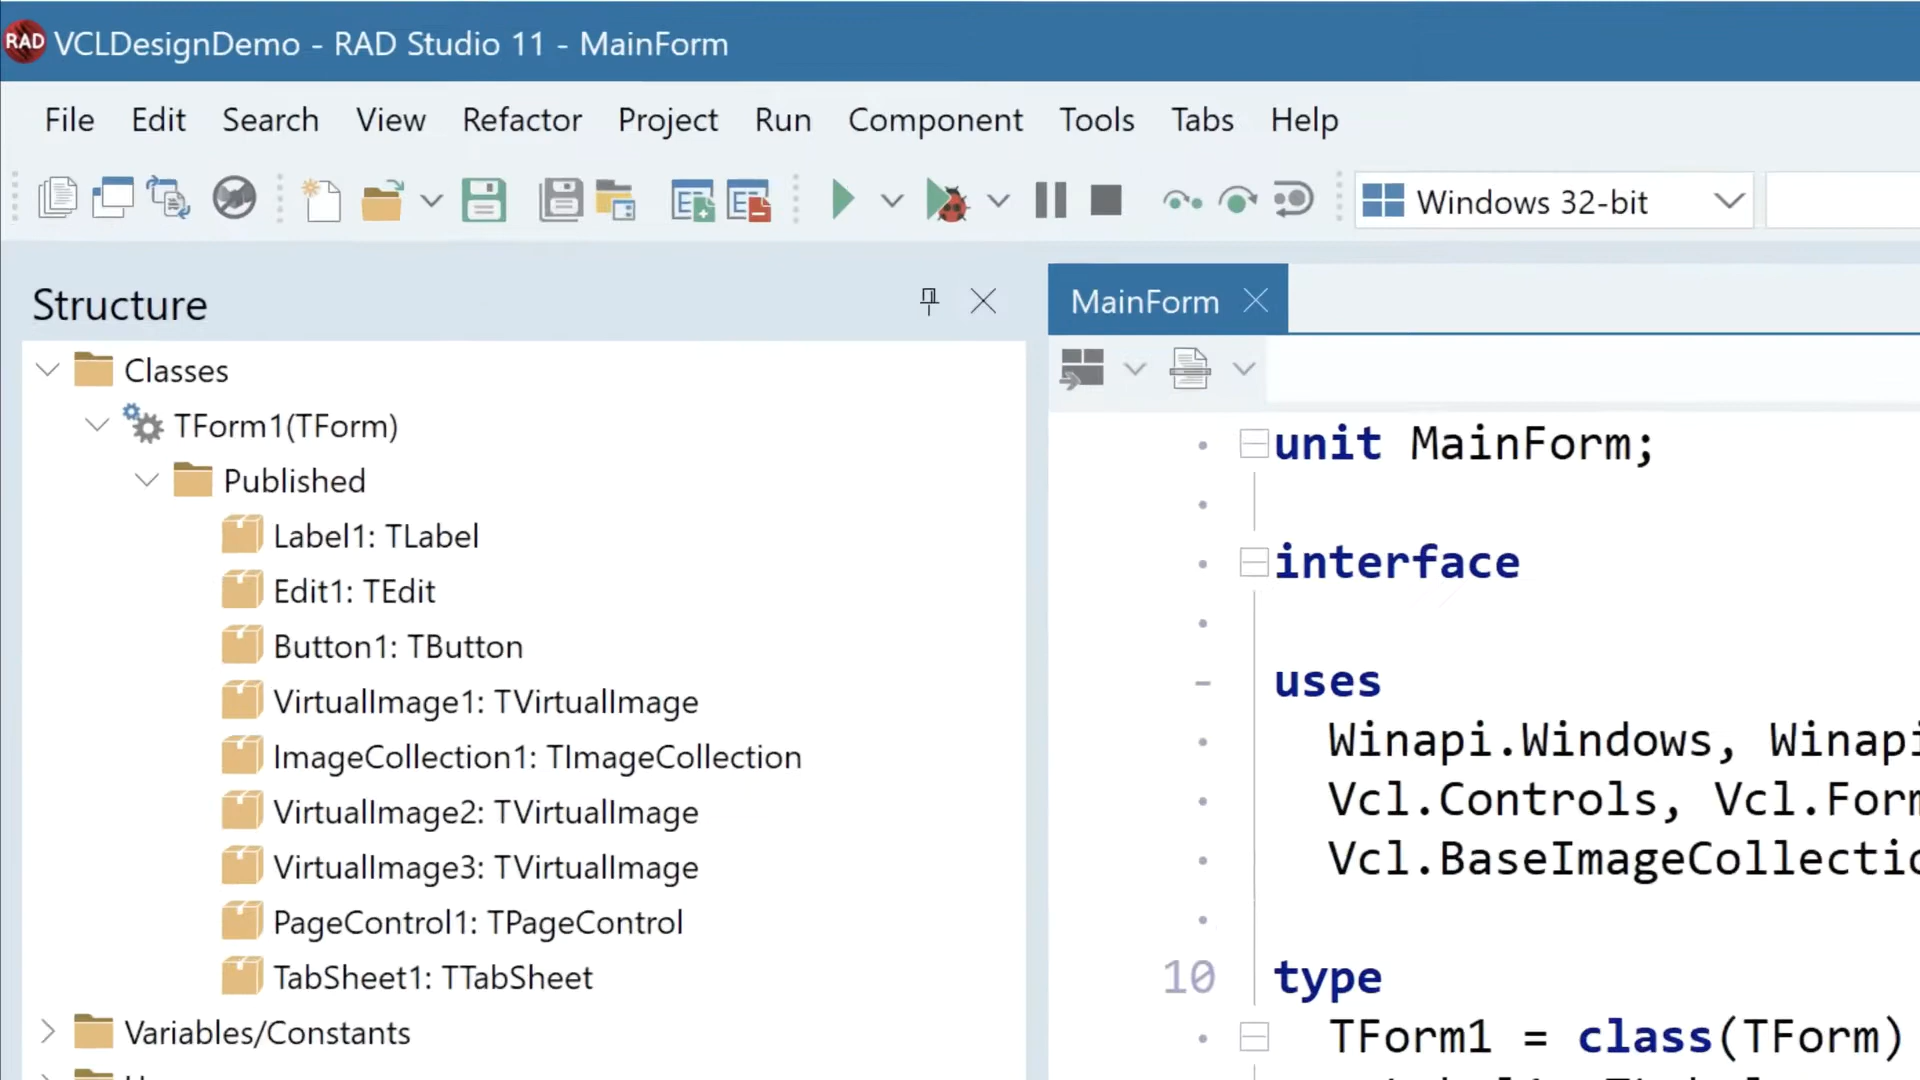 RAD VCLDesignDemo - RAD Studio 11 - MainForm
File Edit Search View Refactor Project Run Component Tools Tabs Help
Windows 32-bit
Structure
MainForm
Classes
TForm1(TForm)
Published
Label1: TLabel
Edit1: TEdit
Button1: TButton
VirtualImage1: TVirtualImage
ImageCollection1: TImageCollection
VirtualImage2: TVirtualImage
VirtualImage3: TVirtualImage
PageControl1: TPageControl
TabSheet1: TTabSheet
Variables/Constants
unit MainForm;
interface
uses
Winapi.Windows, Winapi
Vcl.Controls, Vcl.Form
Vcl.BaseImageCollectio
10 type
TForm1 = class(TForm)